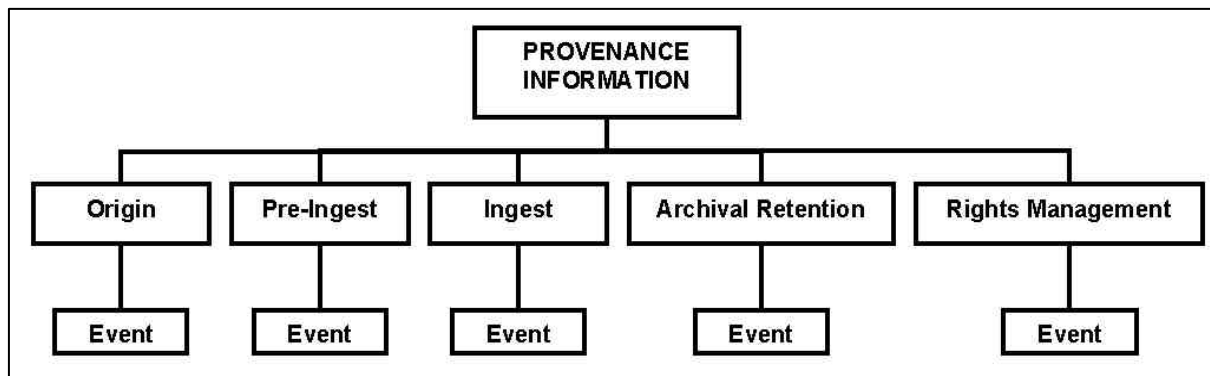 PROVENANCE
INFORMATION
Origin
Pre-Ingest
Ingest
Archival Retention
Rights Management
Event
Event
Event
Event
Event